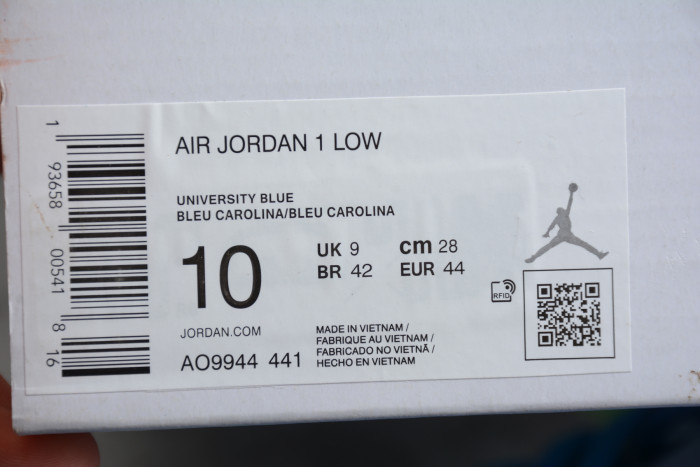 AIR JORDAN 1 LOW
UNIVERSITY BLUE
BLEU CAROLINA/BLEU CAROLINA
10
UK 9 cm 28
BR 42 EUR 44
RFID
JORDAN.COM
AO9944 441
MADE IN VIETNAM /
FABRIQUE AU VIETNAM /
FABRICADO NO VIETNÃ /
HECHO EN VIETNAM
1 93658 00541 8 16